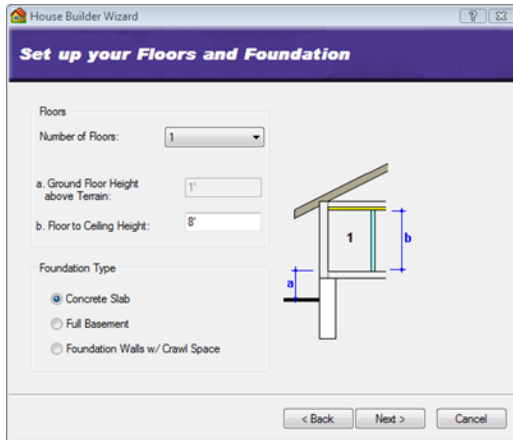 House Builder Wizard
Set up your Floors and Foundation
Floors
Number of Floors: 1
a. Ground Floor Height
above Terrain: 1'
b. Floor to Ceiling Height: 8'
1
b
a
Foundation Type
Concrete Slab
Full Basement
Foundation Walls w/ Crawl Space
< Back Next > Cancel